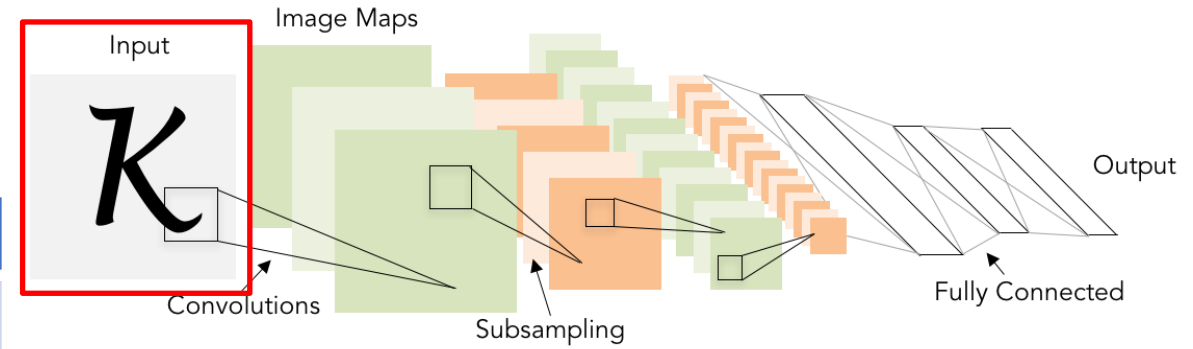 Image Maps
Input
K
Output
Convolutions
Fully Connected
Subsampling